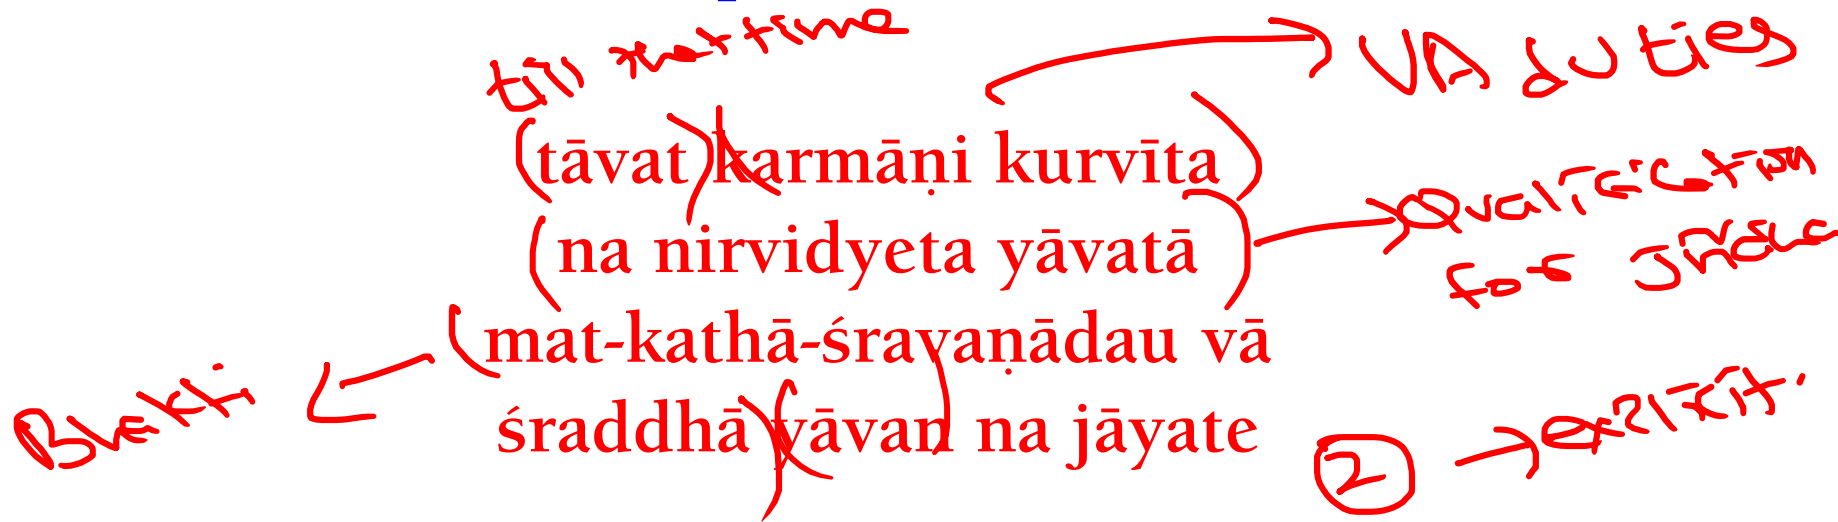 till that time
VA duties
tāvat karmāṇi kurvīta
Qualification
for jñāna
na nirvidyeta yāvatā
mat-kathā-śravaṇādau vā
Bhakti
śraddhā yāvan na jāyate
2